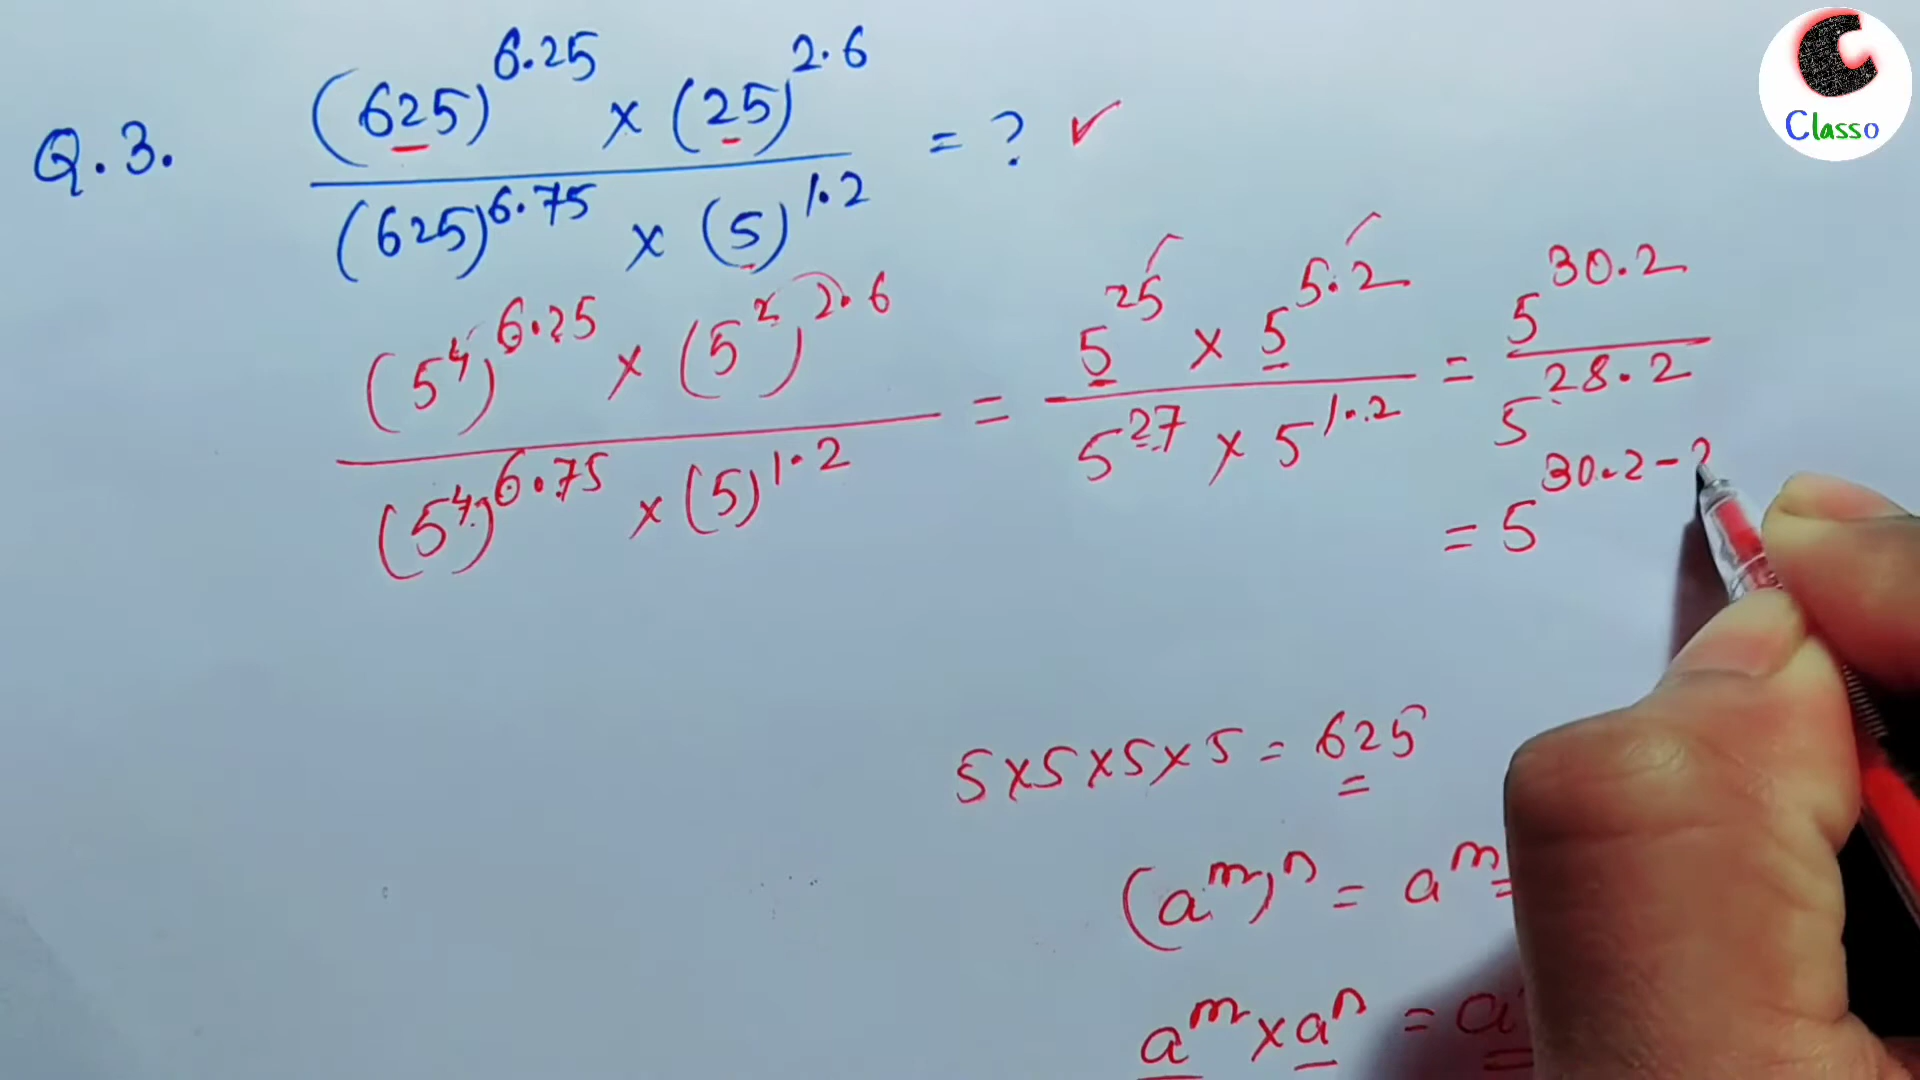 Classo
Q.3. (625)^6.25 × (25)^2.6 / (625)^6.75 × (5)^1.2 = ? ✓
(5^4)^6.25 × (5^2)^2.6 / (5^4)^6.75 × (5)^1.2 = 5^25 × 5^5.2 / 5^27 × 5^1.2 = 5^30.2 / 5^28.2
= 5^30.2-2
5×5×5×5 = 625
(a^m)^n = a^m
a^m × a^n = a